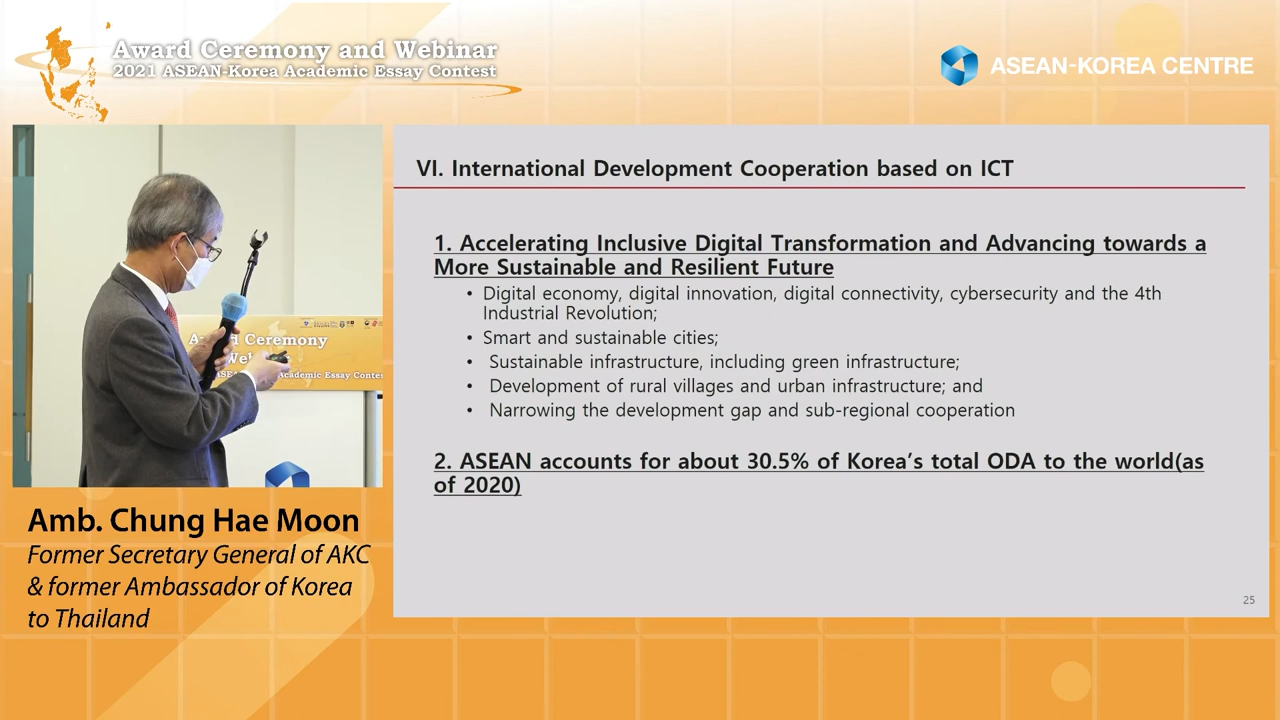 Award Ceremony and Webinar
2021 ASEAN-Korea Academic Essay Contest
ASEAN-KOREA CENTRE
Ceremony
Academic Essay Contes
Amb. Chung Hae Moon
Former Secretary General of AKC
& former Ambassador of Korea
to Thailand
VI. International Development Cooperation based on ICT
1. Accelerating Inclusive Digital Transformation and Advancing towards a
More Sustainable and Resilient Future
• Digital economy, digital innovation, digital connectivity, cybersecurity and the 4th
Industrial Revolution;
• Smart and sustainable cities;
• Sustainable infrastructure, including green infrastructure;
• Development of rural villages and urban infrastructure; and
• Narrowing the development gap and sub-regional cooperation
2. ASEAN accounts for about 30.5% of Korea's total ODA to the world(as
of 2020)
25